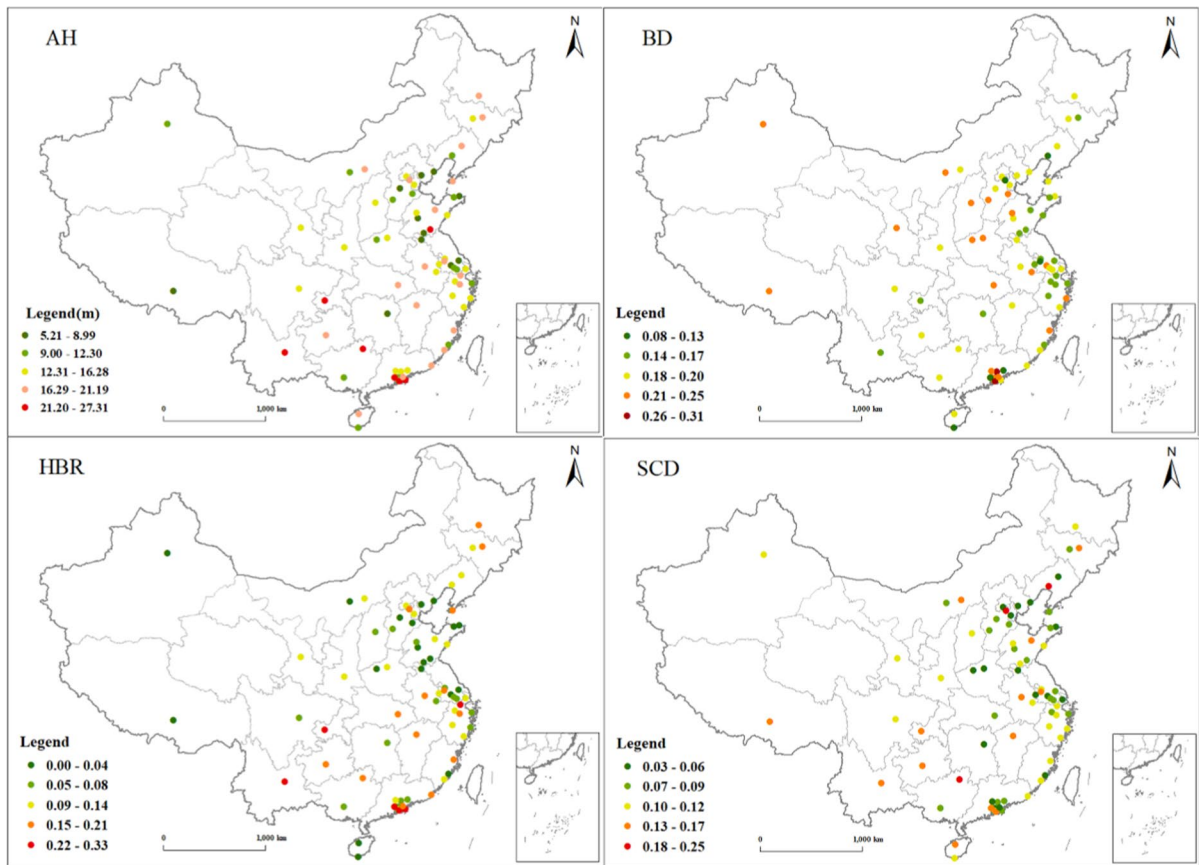 AH
N
Legend(m)
5.21 - 8.99
9.00 - 12.30
12.31 - 16.28
16.29 - 21.19
21.20 - 27.31
0
1,000 km
BD
N
Legend
0.08 - 0.13
0.14 - 0.17
0.18 - 0.20
0.21 - 0.25
0.26 - 0.31
0
1,000 km
HBR
N
Legend
0.00 - 0.04
0.05 - 0.08
0.09 - 0.14
0.15 - 0.21
0.22 - 0.33
0
1,000 km
SCD
N
Legend
0.03 - 0.06
0.07 - 0.09
0.10 - 0.12
0.13 - 0.17
0.18 - 0.25
0
1,000 km